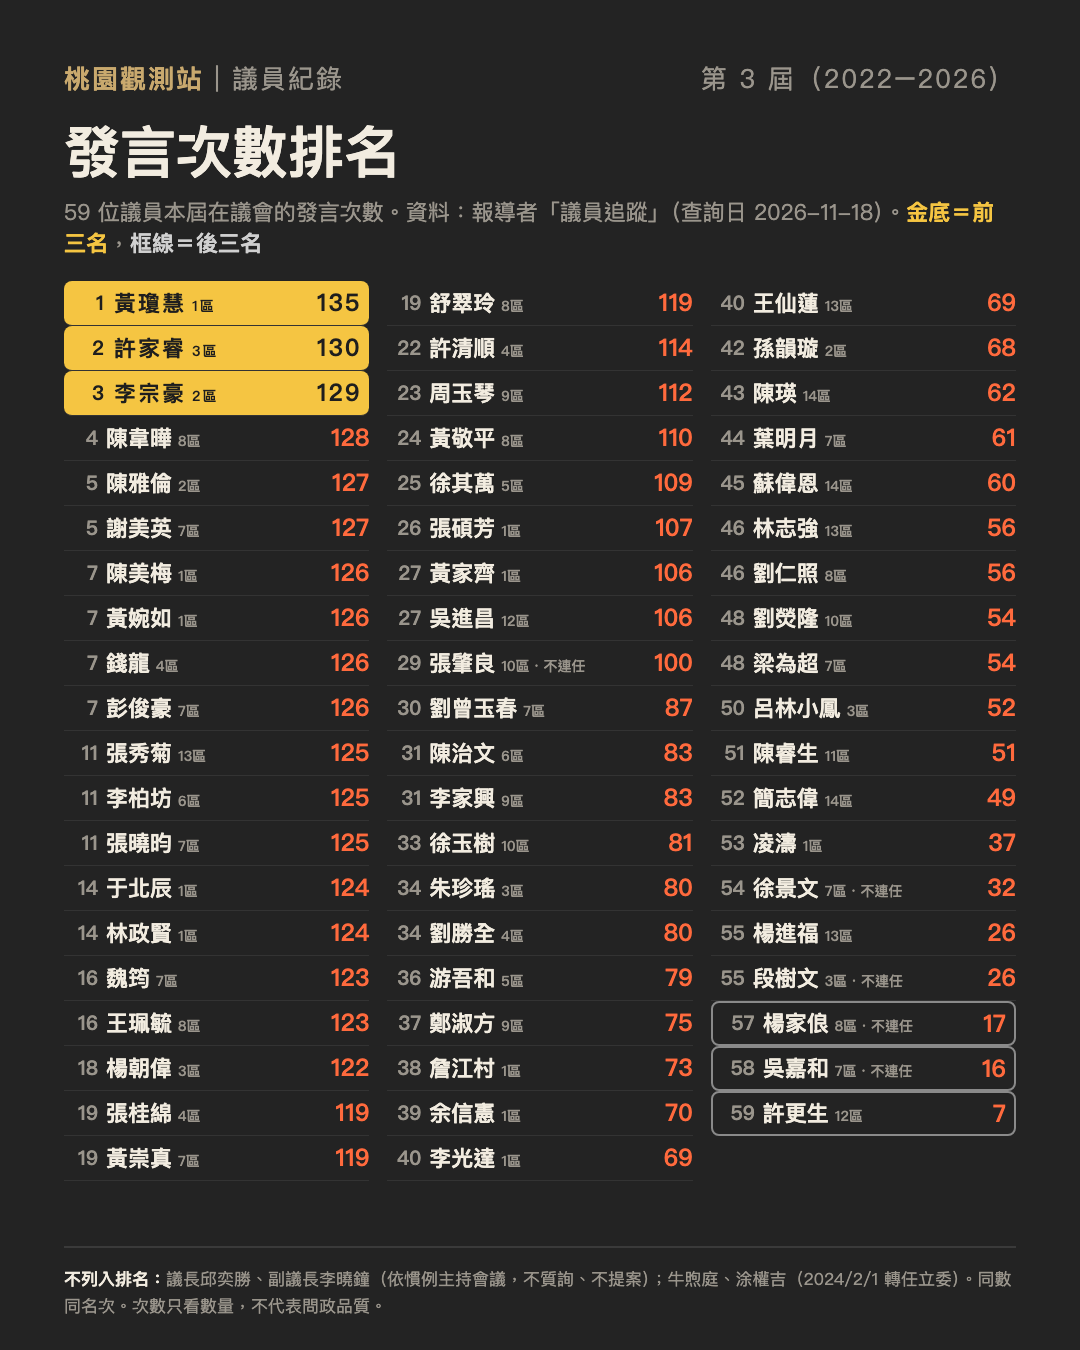 桃園觀測站｜議員紀錄
第 3 屆（2022－2026）
發言次數排名
59 位議員本屆在議會的發言次數。資料：報導者「議員追蹤」（查詢日 2026-11-18）。金底＝前
三名，框線＝後三名
1 黃瓊慧 1區 135
2 許家睿 3區 130
3 李宗豪 2區 129
4 陳韋曄 8區 128
5 陳雅倫 2區 127
5 謝美英 7區 127
7 陳美梅 1區 126
7 黃婉如 1區 126
7 錢龍 4區 126
7 彭俊豪 7區 126
11 張秀菊 13區 125
11 李柏坊 6區 125
11 張曉昀 7區 125
14 于北辰 1區 124
14 林政賢 1區 124
16 魏筠 7區 123
16 王珮毓 8區 123
18 楊朝偉 3區 122
19 張桂綿 4區 119
19 黃崇真 7區 119
19 舒翠玲 8區 119
22 許清順 4區 114
23 周玉琴 9區 112
24 黃敬平 8區 110
25 徐其萬 5區 109
26 張碩芳 1區 107
27 黃家齊 1區 106
27 吳進昌 12區 106
29 張肇良 10區 · 不連任 100
30 劉曾玉春 7區 87
31 陳治文 6區 83
31 李家興 9區 83
33 徐玉樹 10區 81
34 朱珍瑤 3區 80
34 劉勝全 4區 80
36 游吾和 5區 79
37 鄭淑方 9區 75
38 詹江村 1區 73
39 余信憲 1區 70
40 李光達 1區 69
40 王仙蓮 13區 69
42 孫韻璇 2區 68
43 陳瑛 14區 62
44 葉明月 7區 61
45 蘇偉恩 14區 60
46 林志強 13區 56
46 劉仁照 8區 56
48 劉熒隆 10區 54
48 梁為超 7區 54
50 呂林小鳳 3區 52
51 陳睿生 11區 51
52 簡志偉 14區 49
53 凌濤 1區 37
54 徐景文 7區 · 不連任 32
55 楊進福 13區 26
55 段樹文 3區 · 不連任 26
57 楊家俍 8區 · 不連任 17
58 吳嘉和 7區 · 不連任 16
59 許更生 12區 7
不列入排名：議長邱奕勝、副議長李曉鐘（依慣例主持會議，不質詢、不提案）；牛煦庭、涂權吉（2024/2/1 轉任立委）。同數
同名次。次數只看數量，不代表問政品質。